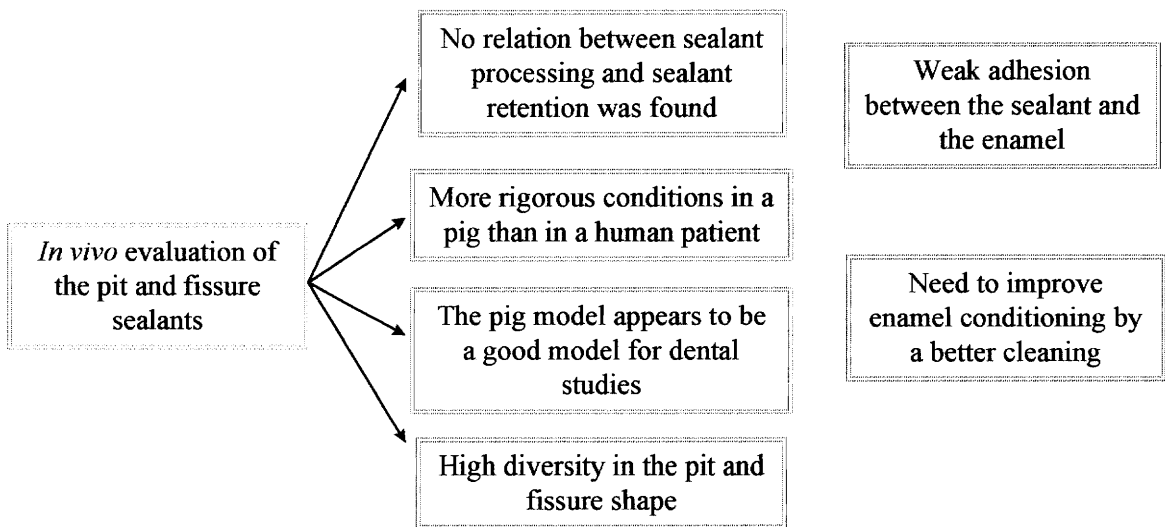 In vivo evaluation of
the pit and fissure
sealants
No relation between sealant
processing and sealant
retention was found
More rigorous conditions in a
pig than in a human patient
The pig model appears to be
a good model for dental
studies
High diversity in the pit and
fissure shape
Weak adhesion
between the sealant and
the enamel
Need to improve
enamel conditioning by
a better cleaning